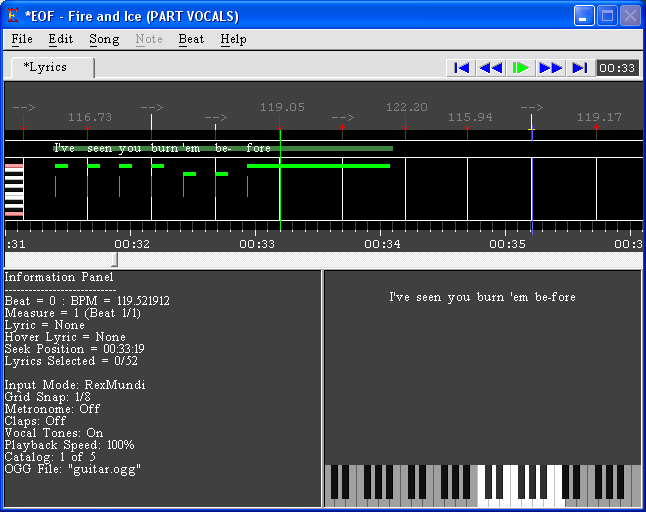 *EOF - Fire and Ice (PART VOCALS)
File Edit Song Note Beat Help
*Lyrics
00:33
--> 116.73 --> --> 119.05 --> 122.20 115.94 --> 119.17
I've seen you burn 'em be- fore
:31 00:32 00:33 00:34 00:35 00:3
Information Panel
----------------------------
Beat = 0 : BPM = 119.521912
Measure = 1 (Beat 1/1)
Lyric = None
Hover Lyric = None
Seek Position = 00:33:19
Lyrics Selected = 0/52
Input Mode: RexMundi
Grid Snap: 1/8
Metronome: Off
Claps: Off
Vocal Tones: On
Playback Speed: 100%
Catalog: 1 of 5
OGG File: "guitar.ogg"
I've seen you burn 'em be-fore